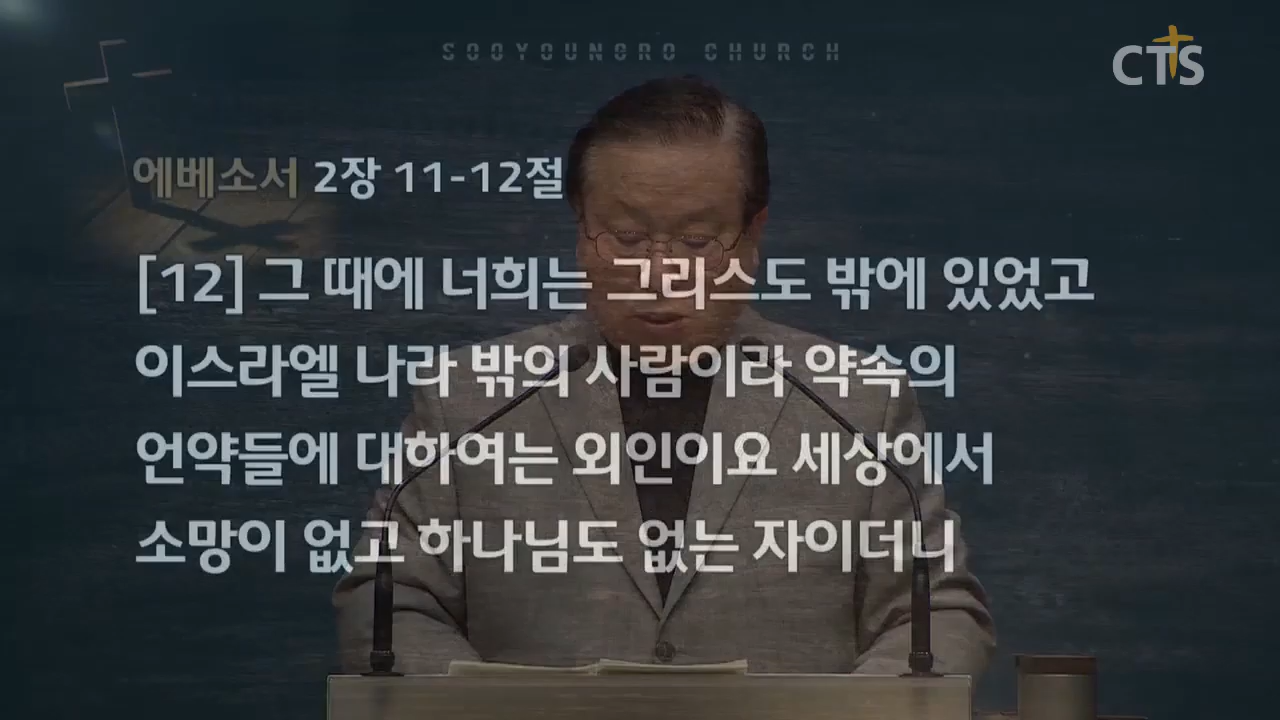 SOOYOUNGRO CHURCH
CTS
에베소서 2장 11-12절
[12] 그 때에 너희는 그리스도 밖에 있었고
이스라엘 나라 밖의 사람이라 약속의
언약들에 대하여는 외인이요 세상에서
소망이 없고 하나님도 없는 자이더니